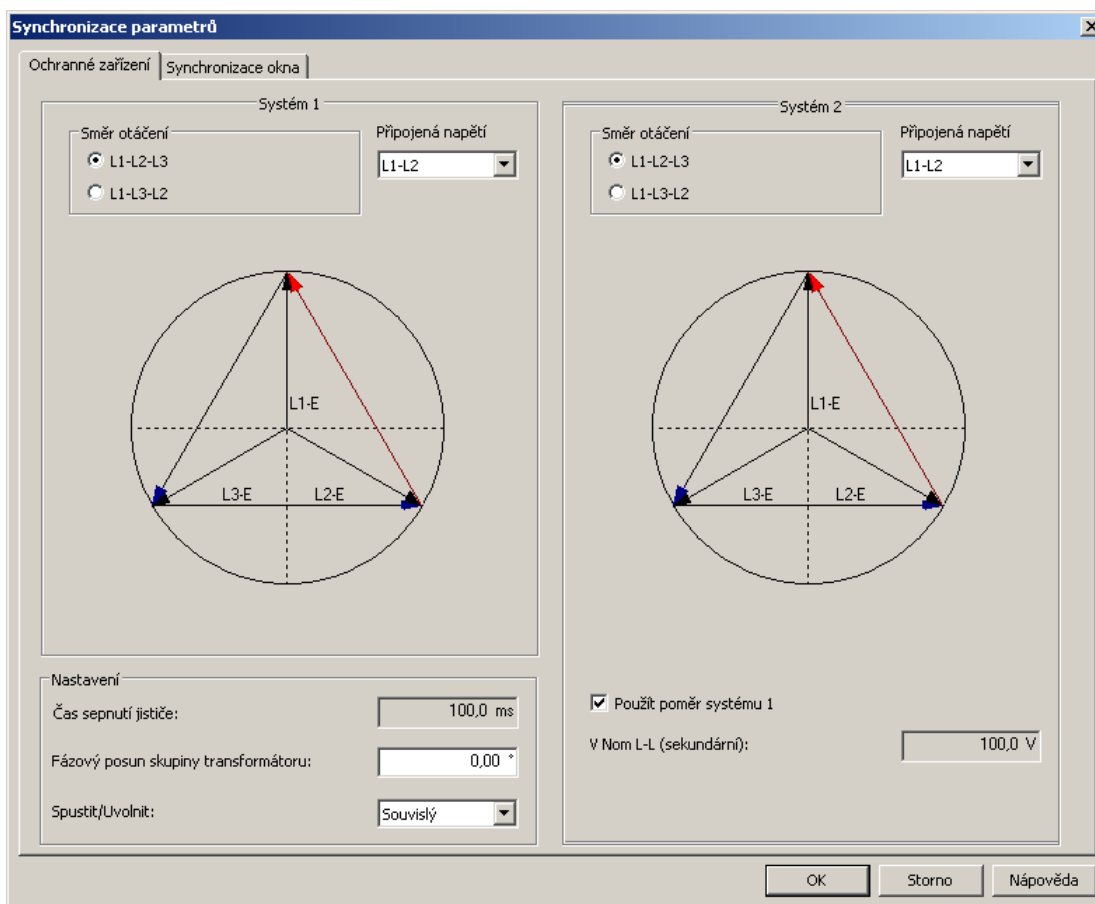 Synchronizace parametrů
Ochranné zařízení
Synchronizace okna
Systém 1
Směr otáčení
L1-L2-L3
L1-L3-L2
Připojená napětí
L1-L2
L1-E
L3-E
L2-E
Nastavení
Čas sepnutí jističe:
100,0 ms
Fázový posun skupiny transformátoru:
0,00 °
Spustit/Uvolnit:
Souvislý
Systém 2
Směr otáčení
L1-L2-L3
L1-L3-L2
Připojená napětí
L1-L2
L1-E
L3-E
L2-E
Použít poměr systému 1
V Nom L-L (sekundární):
100,0 V
OK
Storno
Nápověda